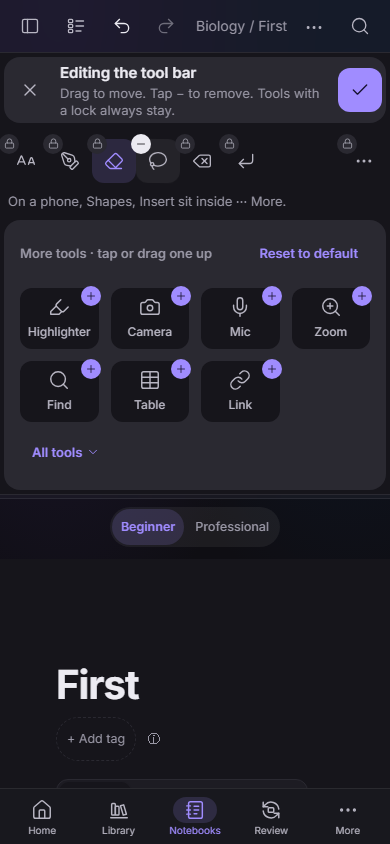 Biology / First
Editing the tool bar
Drag to move. Tap − to remove. Tools with
a lock always stay.
AA
On a phone, Shapes, Insert sit inside ··· More.
More tools · tap or drag one up
Reset to default
Highlighter
Camera
Mic
Zoom
Find
Table
Link
All tools
Beginner
Professional
First
+ Add tag
Home
Library
Notebooks
Review
More